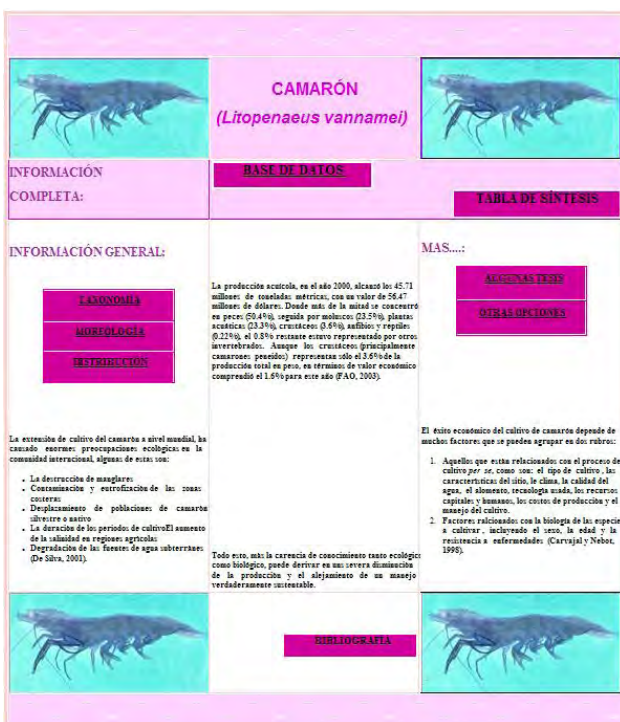 CAMARÓN
(Litopenaeus vannamei)
INFORMACIÓN
COMPLETA:
BASE DE DATOS
TABLA DE SÍNTESIS
INFORMACIÓN GENERAL:
TAXONOMÍA
MORFOLOGÍA
DISTRIBUCIÓN
La extensión de cultivo del camarón a nivel mundial, ha
causado enormes preocupaciones ecológicas en la
comunidad internacional, algunas de estas son:
• La destrucción de manglares
• Contaminación y eutrofización de las zonas
costeras
• Desplazamiento de poblaciones de camarón
silvestre o nativo
• La duración de los periodos de cultivoEl aumento
de la salinidad en regiones agrícolas
• Degradación de las fuentes de agua subterránes
(De Silva, 2001).
La producción acuícola, en el año 2000, alcanzó los 45.71
millones de toneladas métricas, con un valor de 56.47
millones de dólares. Donde más de la mitad se concentró
en peces (50.4%), seguida por moluscos (23.5%), plantas
acuáticas (23.3%), crustáceos (3.6%), anfibios y reptiles
(0.22%), el 0.8% restante estuvo representado por otros
invertebrados. Aunque los crustáceos (principalmente
camarones peneidos) representan sólo el 3.6% de la
producción total en peso, en términos de valor económico
comprendió el 1.6% para este año (FAO, 2003).
Todo esto, más la carencia de conocimiento tanto ecológico
como biológico, puede derivar en una severa disminución
de la producción y el alejamiento de un manejo
verdaderamente sustentable.
MAS....:
ALGUNAS TESIS
OTRAS OPCIONES
El éxito económico del cultivo de camarón depende de
muchos factores que se pueden agrupar en dos rubros:
1. Aquellos que están relacionados con el proceso de
cultivo per se, como son: el tipo de cultivo, las
características del sitio, le clima, la calidad del
agua, el alomento, tecnología usada, los recursos
capitales y humanos, los costos de producción y el
manejo del cultivo.
2. Factores ralcionados con la biología de las especies
a cultivar, incluyendo el sexo, la edad y la
resistencia a enfermedades (Carvajal y Nebot,
1998).
BIBLIOGRAFÍA